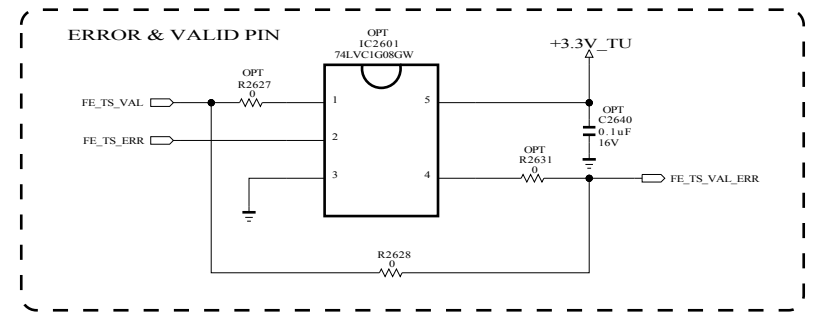 ERROR & VALID PIN
OPT
IC2601
74LVC1G08GW
+3.3V_TU
OPT
R2627
0
FE_TS_VAL
1
5
OPT
C2640
0.1uF
16V
FE_TS_ERR
2
OPT
R2631
0
3
4
FE_TS_VAL_ERR
R2628
0